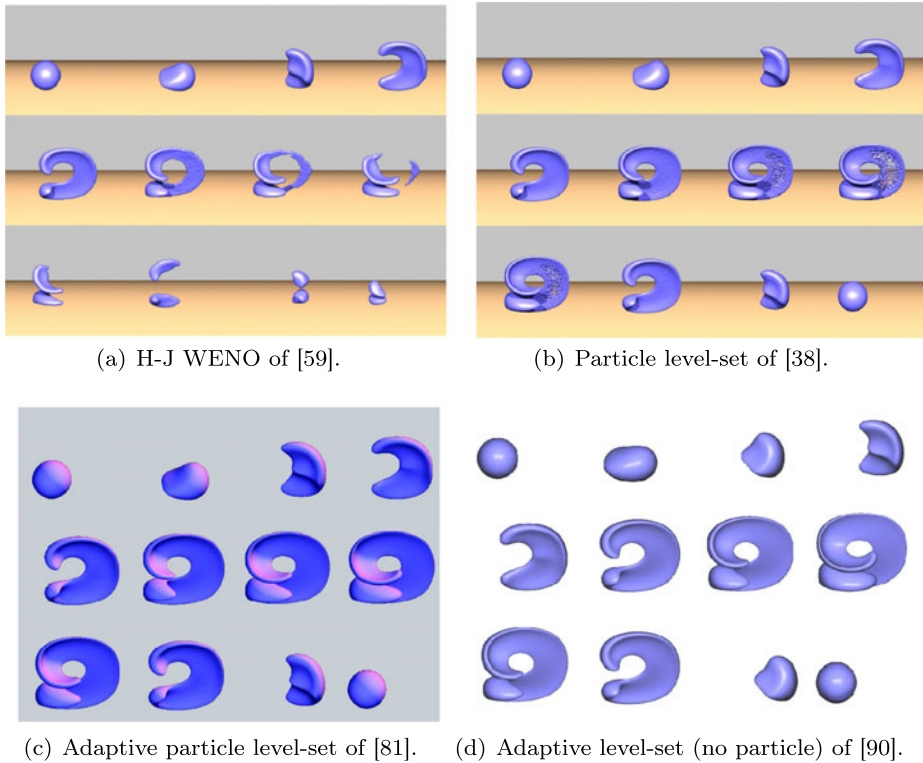 (a) H-J WENO of [59].
(b) Particle level-set of [38].
(c) Adaptive particle level-set of [81].
(d) Adaptive level-set (no particle) of [90].